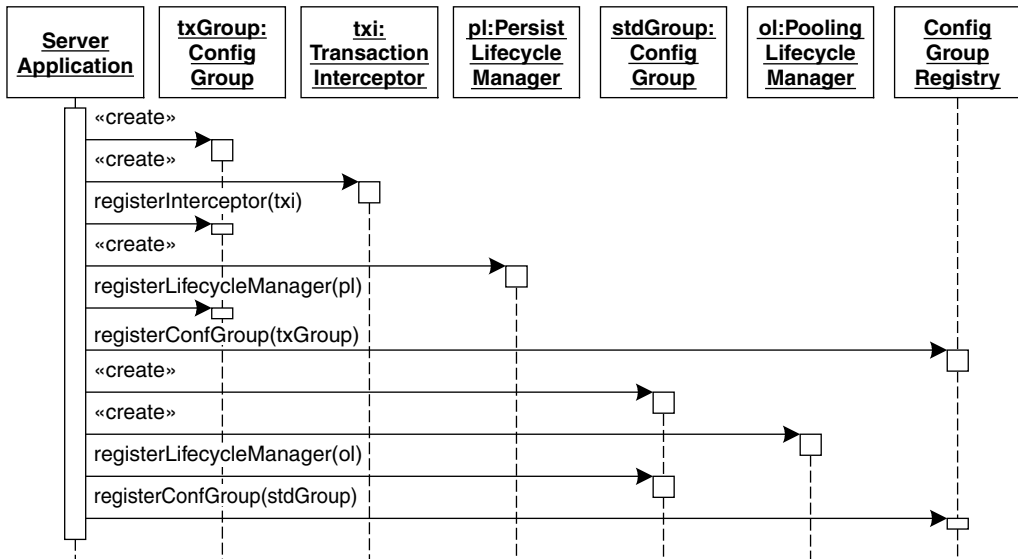 Server
Application
txGroup:
Config
Group
txi:
Transaction
Interceptor
pl:Persist
Lifecycle
Manager
stdGroup:
Config
Group
ol:Pooling
Lifecycle
Manager
Config
Group
Registry
«create»
«create»
registerInterceptor(txi)
«create»
registerLifecycleManager(pl)
registerConfGroup(txGroup)
«create»
«create»
registerLifecycleManager(ol)
registerConfGroup(stdGroup)